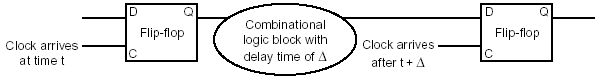 D Q
Flip-flop
C
Clock arrives
at time t
Combinational
logic block with
delay time of Δ
Clock arrives
after t + Δ
D Q
Flip-flop
C